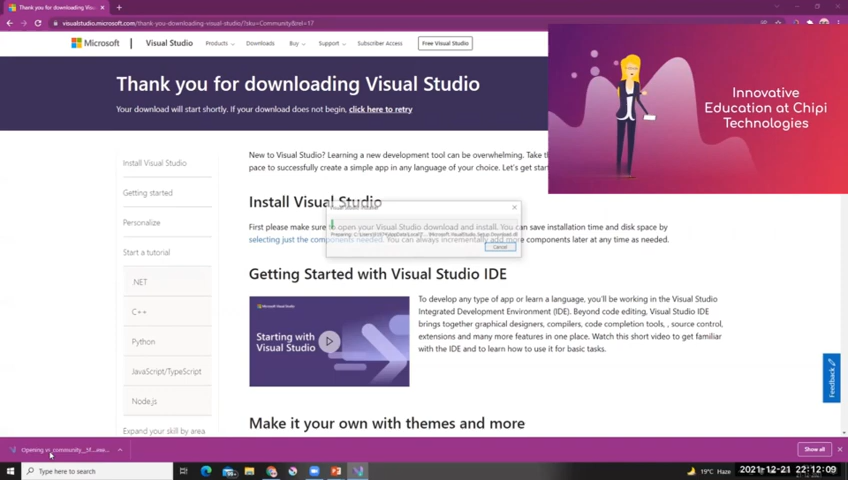 Thank you for downloading Visual St
visualstudio.microsoft.com/thank-you-downloading-visual-studio/?sku=Community&rel=17
Microsoft
Visual Studio
Products
Downloads
Buy
Support
Subscriber Access
Free Visual Studio
Thank you for downloading Visual Studio
Your download will start shortly. If your download does not begin, click here to retry
Innovative
Education at Chipi
Technologies
Install Visual Studio
Getting started
Personalize
Start a tutorial
.NET
C++
Python
JavaScript/TypeScript
Node.js
Expand your skill by area
New to Visual Studio? Learning a new development tool can be overwhelming. Take th
pace to successfully create a simple app in any language of your choice. Let's get start
Install Visual Studio
First please make sure to open your Visual Studio download and install. You can save installation time and disk space by
selecting just the components needed. You can always incrementally add more components later at any time as needed.
Cancel
Getting Started with Visual Studio IDE
Starting with
Visual Studio
To develop any type of app or learn a language, you'll be working in the Visual Studio
Integrated Development Environment (IDE). Beyond code editing, Visual Studio IDE
brings together graphical designers, compilers, code completion tools, , source control,
extensions and many more features in one place. Watch this short video to get familiar
with the IDE and to learn how to use it for basic tasks.
Make it your own with themes and more
Feedback
Opening vs_community__5f....exe...
Show all
Type here to search
19°C Haze
2021-12-21 22:12:09